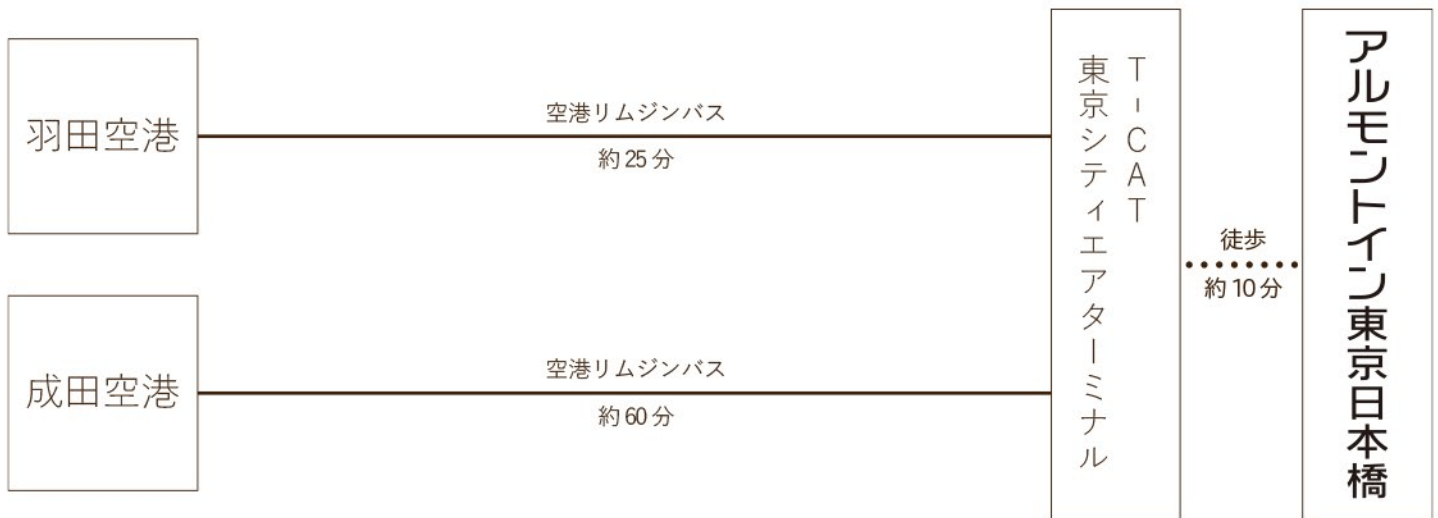 羽田空港
空港リムジンバス
約25分
成田空港
空港リムジンバス
約60分
T-CAT
東京シティエアターミナル
徒歩
約10分
アルモントイン東京日本橋